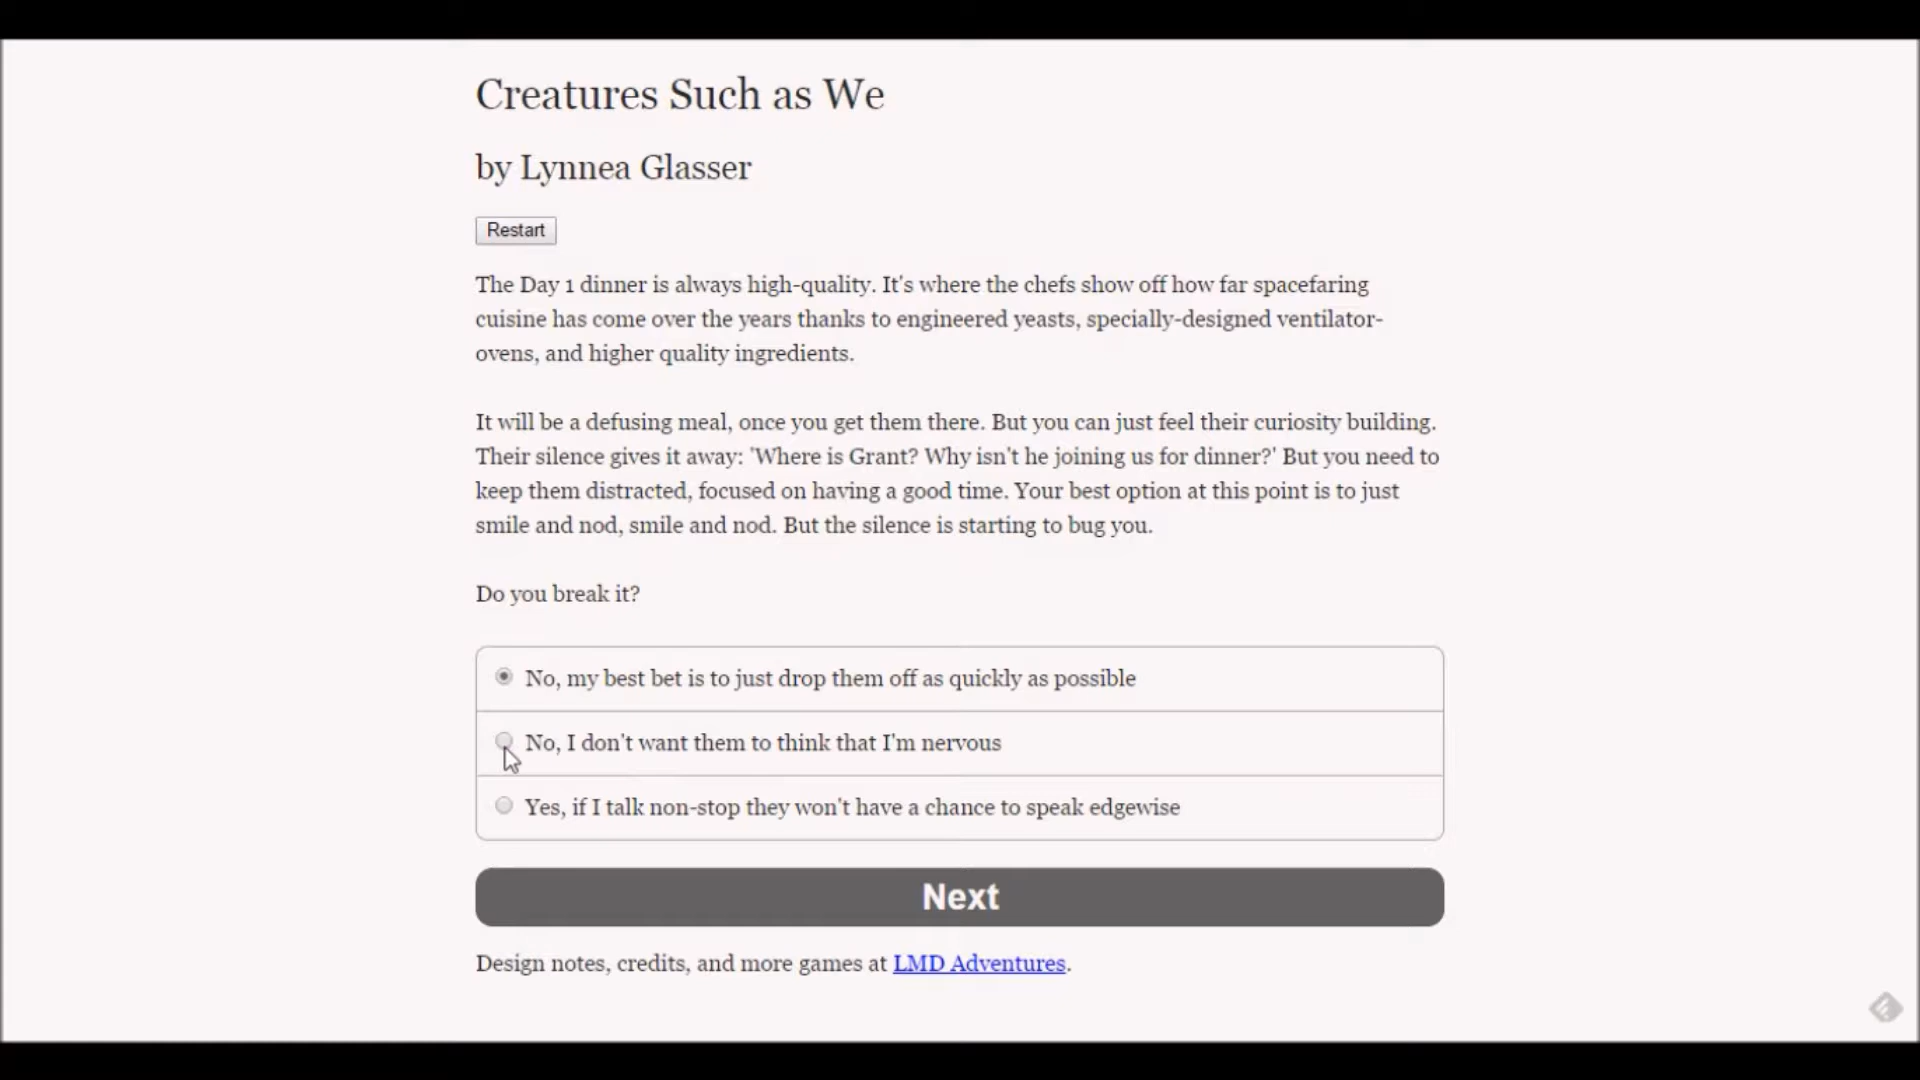 Creatures Such as We
by Lynnea Glasser
Restart
The Day 1 dinner is always high-quality. It's where the chefs show off how far spacefaring
cuisine has come over the years thanks to engineered yeasts, specially-designed ventilator-
ovens, and higher quality ingredients.
It will be a defusing meal, once you get them there. But you can just feel their curiosity building.
Their silence gives it away: 'Where is Grant? Why isn't he joining us for dinner?' But you need to
keep them distracted, focused on having a good time. Your best option at this point is to just
smile and nod, smile and nod. But the silence is starting to bug you.
Do you break it?
No, my best bet is to just drop them off as quickly as possible
No, I don't want them to think that I'm nervous
Yes, if I talk non-stop they won't have a chance to speak edgewise
Next
Design notes, credits, and more games at LMD Adventures.